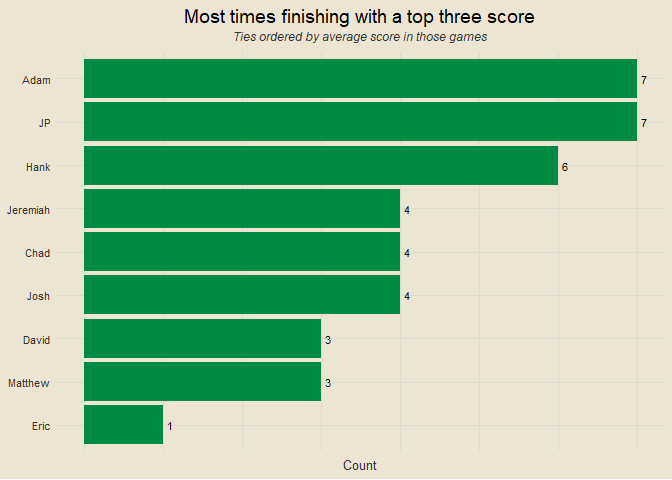 Most times finishing with a top three score
Ties ordered by average score in those games
Adam 7
JP 7
Hank 6
Jeremiah 4
Chad 4
Josh 4
David 3
Matthew 3
Eric 1
Count